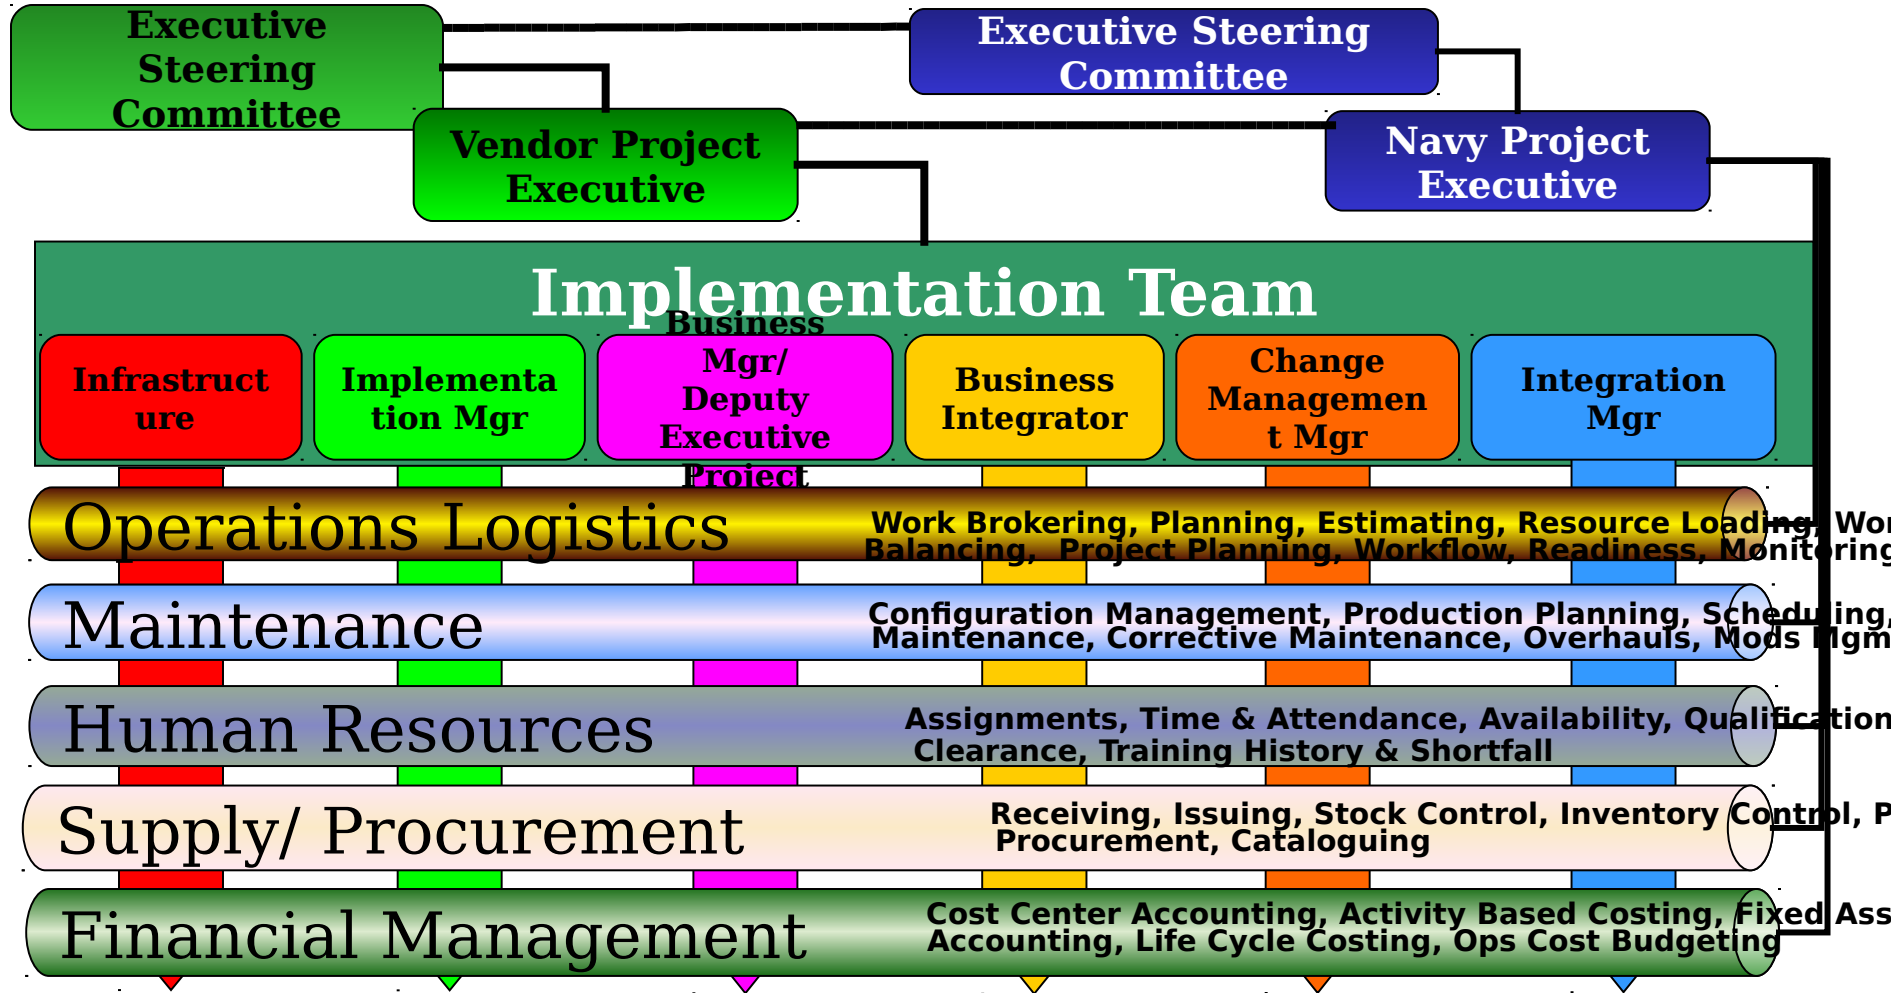 Executive
Steering
Committee
Executive Steering
Committee
Vendor Project
Executive
Navy Project
Executive
Implementation Team
Infrastruct
ure
Implementa
tion Mgr
Business
Mgr/
Deputy
Executive
Project
Business
Integrator
Change
Managemen
t Mgr
Integration
Mgr
Operations Logistics
Work Brokering, Planning, Estimating, Resource Loading, Wor
Balancing, Project Planning, Workflow, Readiness, Monitoring
Maintenance
Configuration Management, Production Planning, Scheduling,
Maintenance, Corrective Maintenance, Overhauls, Mods Mgm
Human Resources
Assignments, Time & Attendance, Availability, Qualification
Clearance, Training History & Shortfall
Supply/ Procurement
Receiving, Issuing, Stock Control, Inventory Control, P
Procurement, Cataloguing
Financial Management
Cost Center Accounting, Activity Based Costing, Fixed Ass
Accounting, Life Cycle Costing, Ops Cost Budgeting